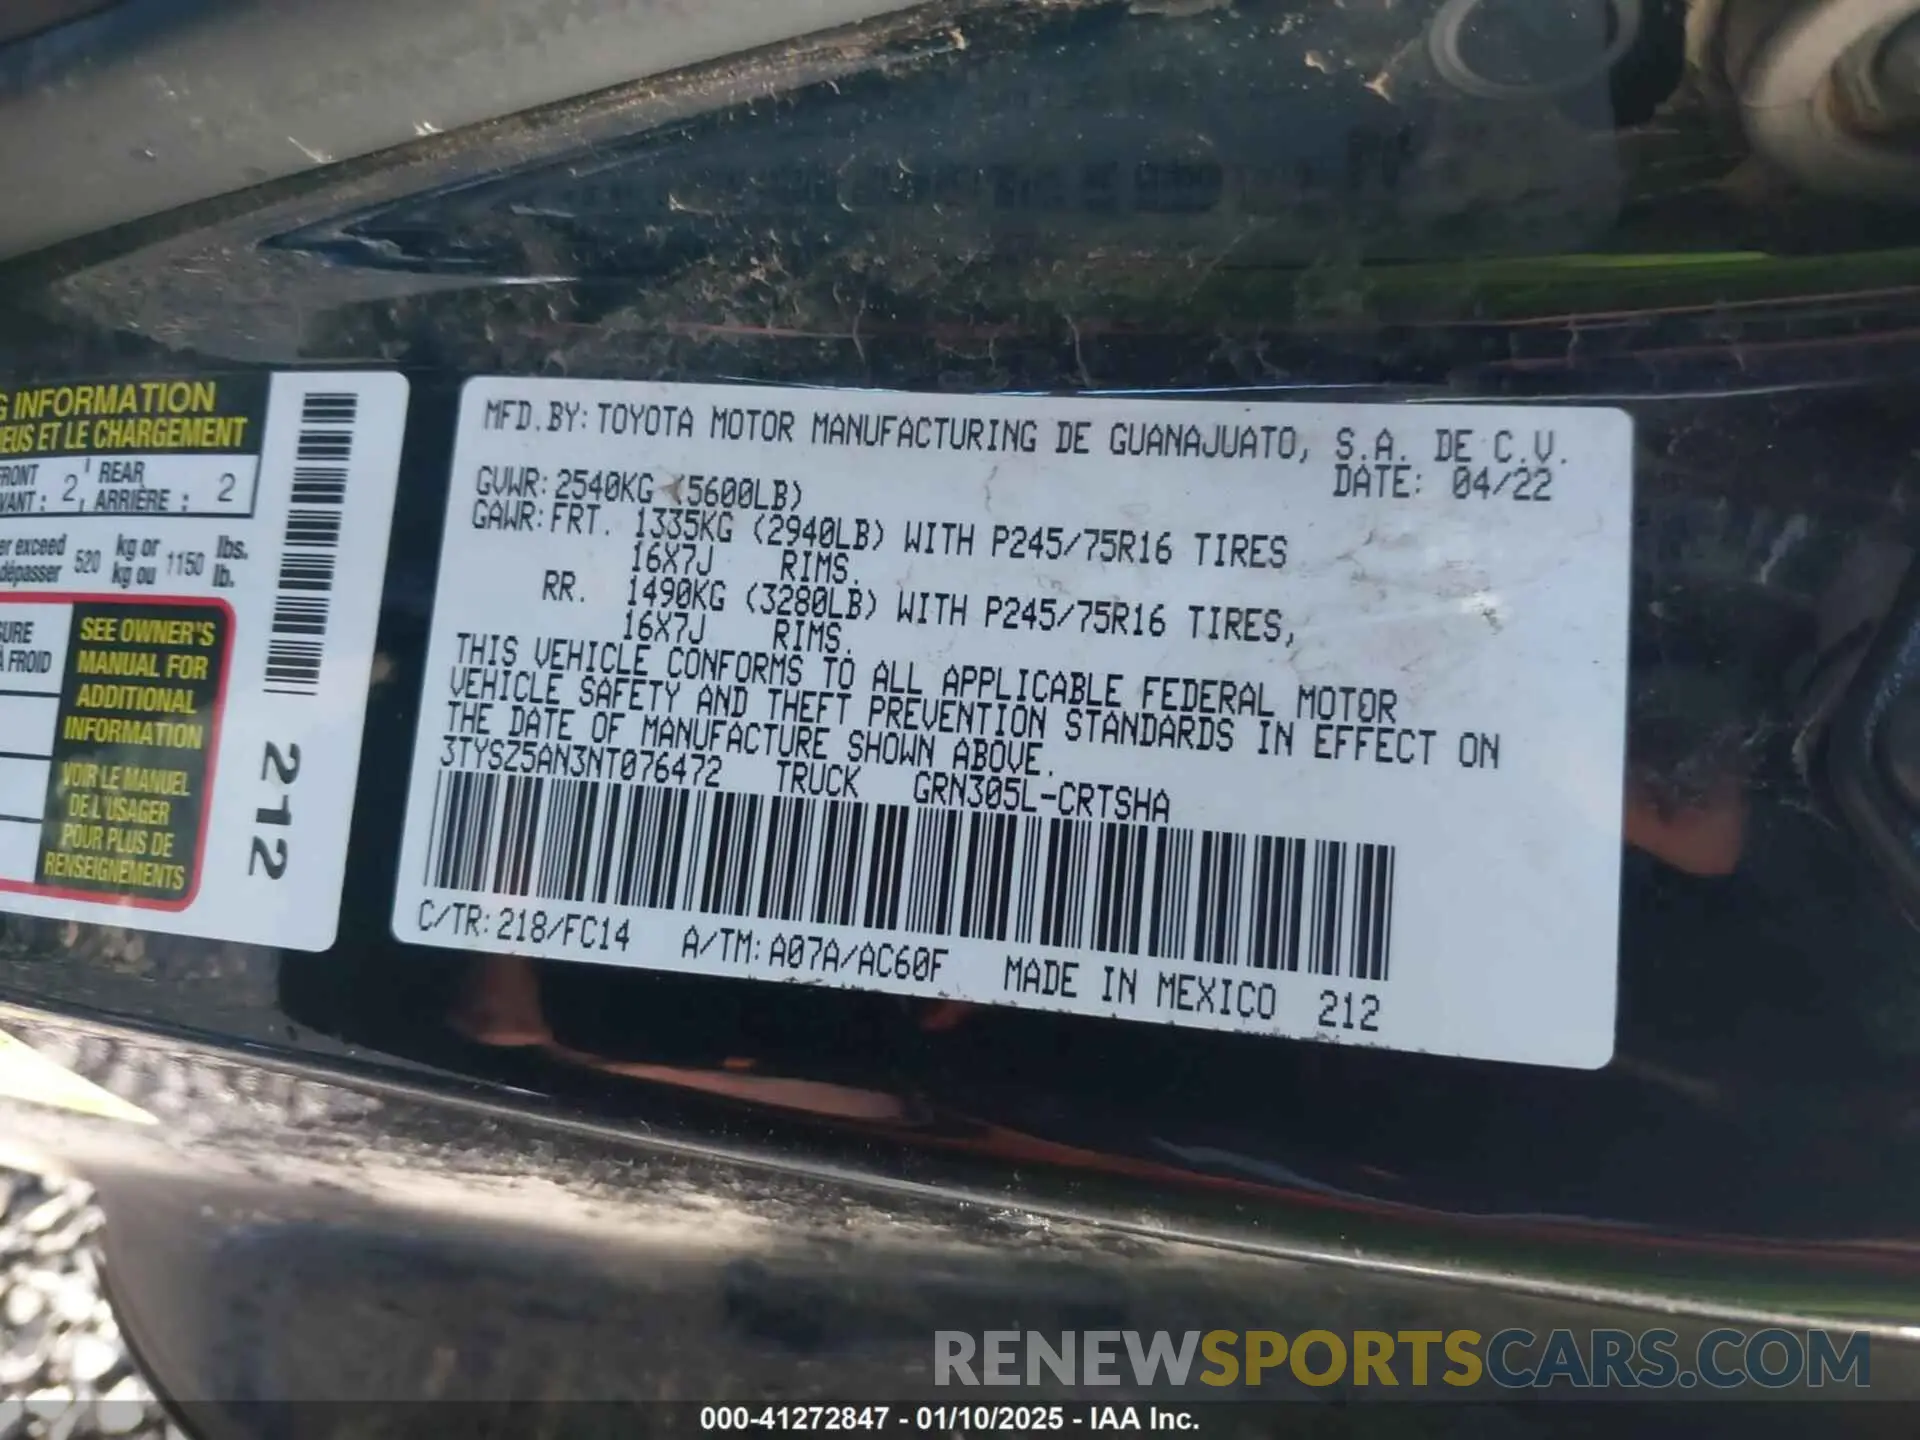 G INFORMATION
NEUS ET LE CHARGEMENT
FRONT 2 REAR 2
VANT : ARRIÈRE :
er exceed 520 kg or 1150 lbs.
dépasser kg ou lb.
SURE
À FROID
SEE OWNER'S
MANUAL FOR
ADDITIONAL
INFORMATION
VOIR LE MANUEL
DE L'USAGER
POUR PLUS DE
RENSEIGNEMENTS
212
MFD. BY: TOYOTA MOTOR MANUFACTURING DE GUANAJUATO, S.A. DE C.V.
GVWR: 2540KG (5600LB) DATE: 04/22
GAWR: FRT. 1335KG (2940LB) WITH P245/75R16 TIRES
16X7J RIMS.
RR. 1490KG (3280LB) WITH P245/75R16 TIRES,
16X7J RIMS.
THIS VEHICLE CONFORMS TO ALL APPLICABLE FEDERAL MOTOR
VEHICLE SAFETY AND THEFT PREVENTION STANDARDS IN EFFECT ON
THE DATE OF MANUFACTURE SHOWN ABOVE.
3TYSZ5AN3NT076472 TRUCK GRN305L-CRTSHA
C/TR: 218/FC14 A/TM: A07A/AC60F MADE IN MEXICO 212
RENEWSPORTSCARS.COM
000-41272847 - 01/10/2025 - IAA Inc.